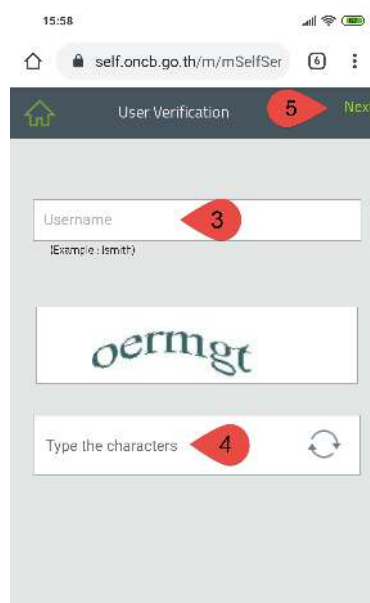 15:58
self.oncb.go.th/m/mSelfSer
6
User Verification
5
Next
Username
3
(Example : lsmith)
oermgt
Type the characters
4